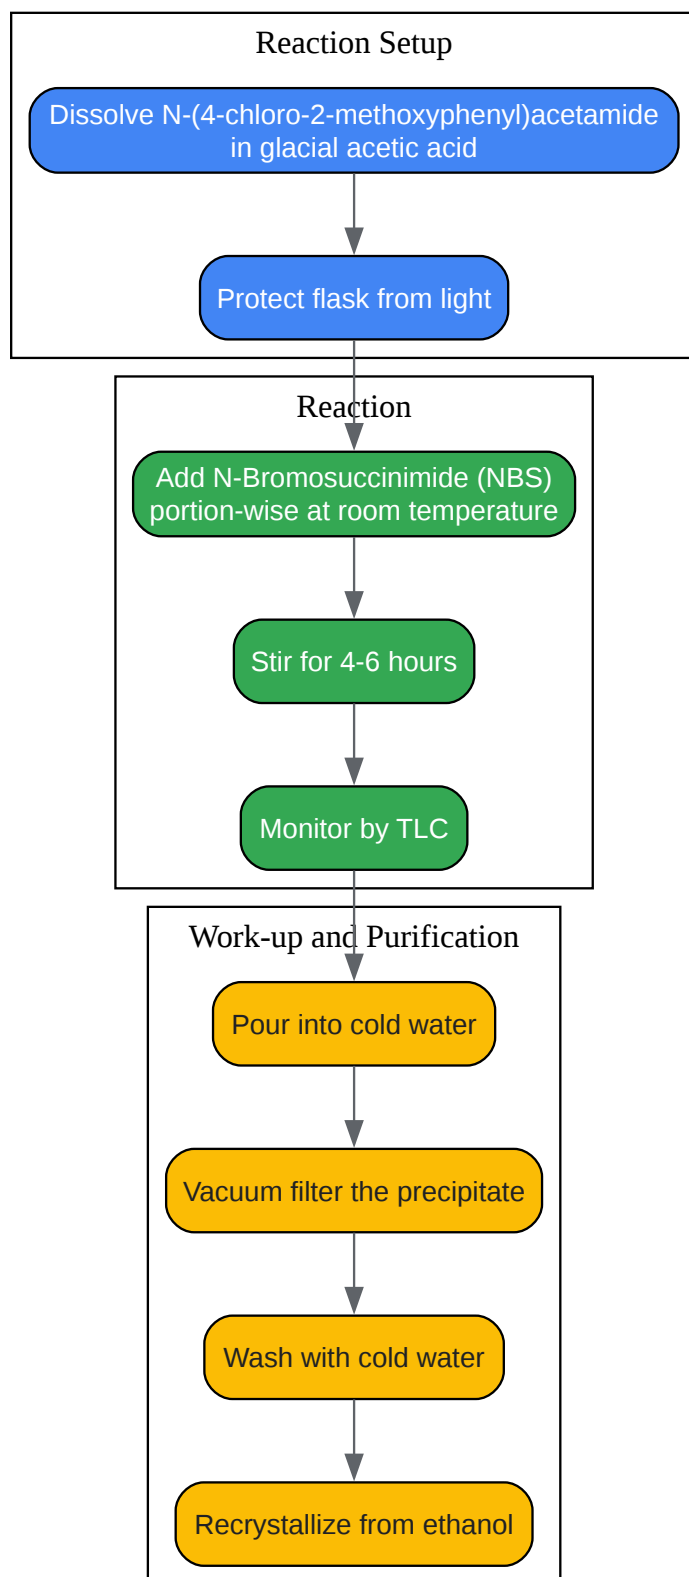 Reaction Setup
Dissolve N-(4-chloro-2-methoxyphenyl)acetamide
in glacial acetic acid
Protect flask from light
Reaction
Add N-Bromosuccinimide (NBS)
portion-wise at room temperature
Stir for 4-6 hours
Monitor by TLC
Work-up and Purification
Pour into cold water
Vacuum filter the precipitate
Wash with cold water
Recrystallize from ethanol